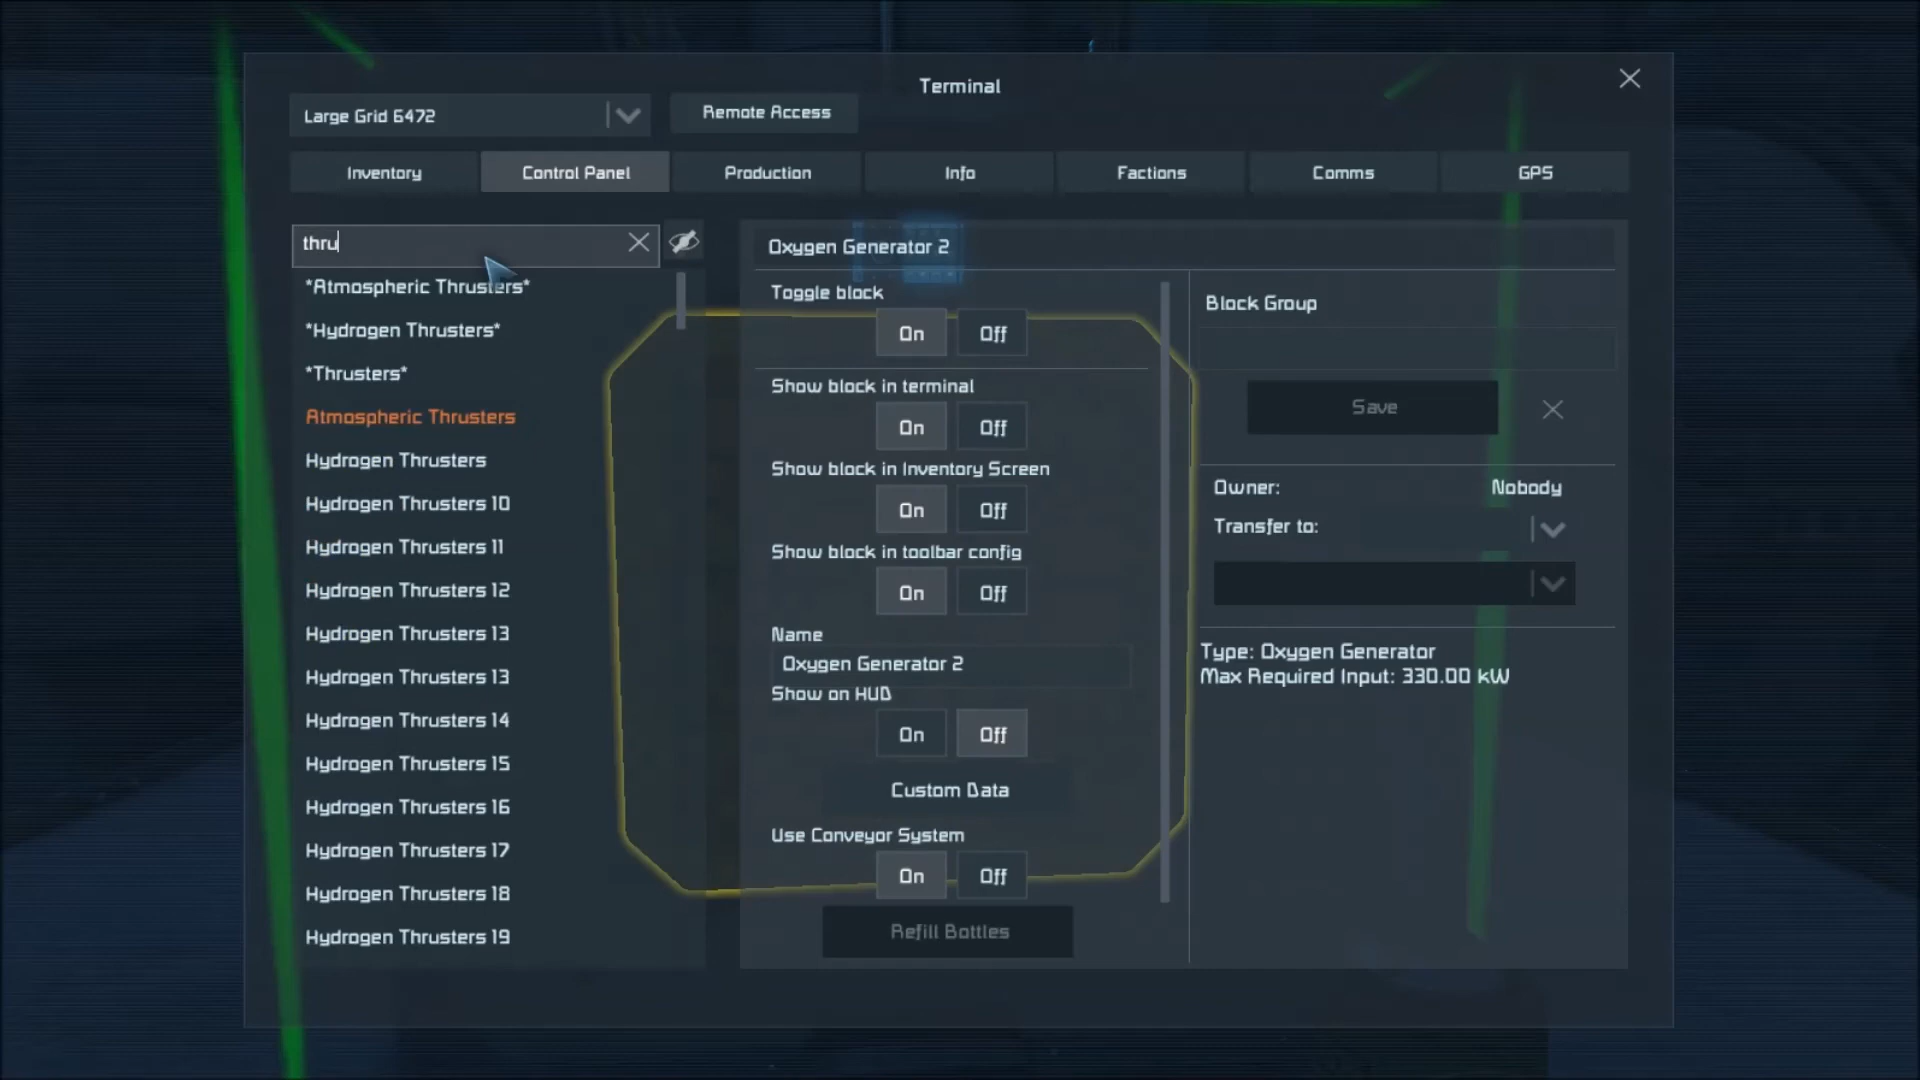 Terminal
Large Grid 6472
Remote Access
Inventory
Control Panel
Production
Info
Factions
Comms
GPS
thru
*Atmospheric Thrusters*
*Hydrogen Thrusters*
*Thrusters*
Atmospheric Thrusters
Hydrogen Thrusters
Hydrogen Thrusters 10
Hydrogen Thrusters 11
Hydrogen Thrusters 12
Hydrogen Thrusters 13
Hydrogen Thrusters 13
Hydrogen Thrusters 14
Hydrogen Thrusters 15
Hydrogen Thrusters 16
Hydrogen Thrusters 17
Hydrogen Thrusters 18
Hydrogen Thrusters 19
Oxygen Generator 2
Toggle block
On Off
Show block in terminal
On Off
Show block in Inventory Screen
On Off
Show block in toolbar config
On Off
Name
Oxygen Generator 2
Show on HUD
On Off
Custom Data
Use Conveyor System
On Off
Refill Bottles
Block Group
Save
Owner: Nobody
Transfer to:
Type: Oxygen Generator
Max Required Input: 330.00 kW